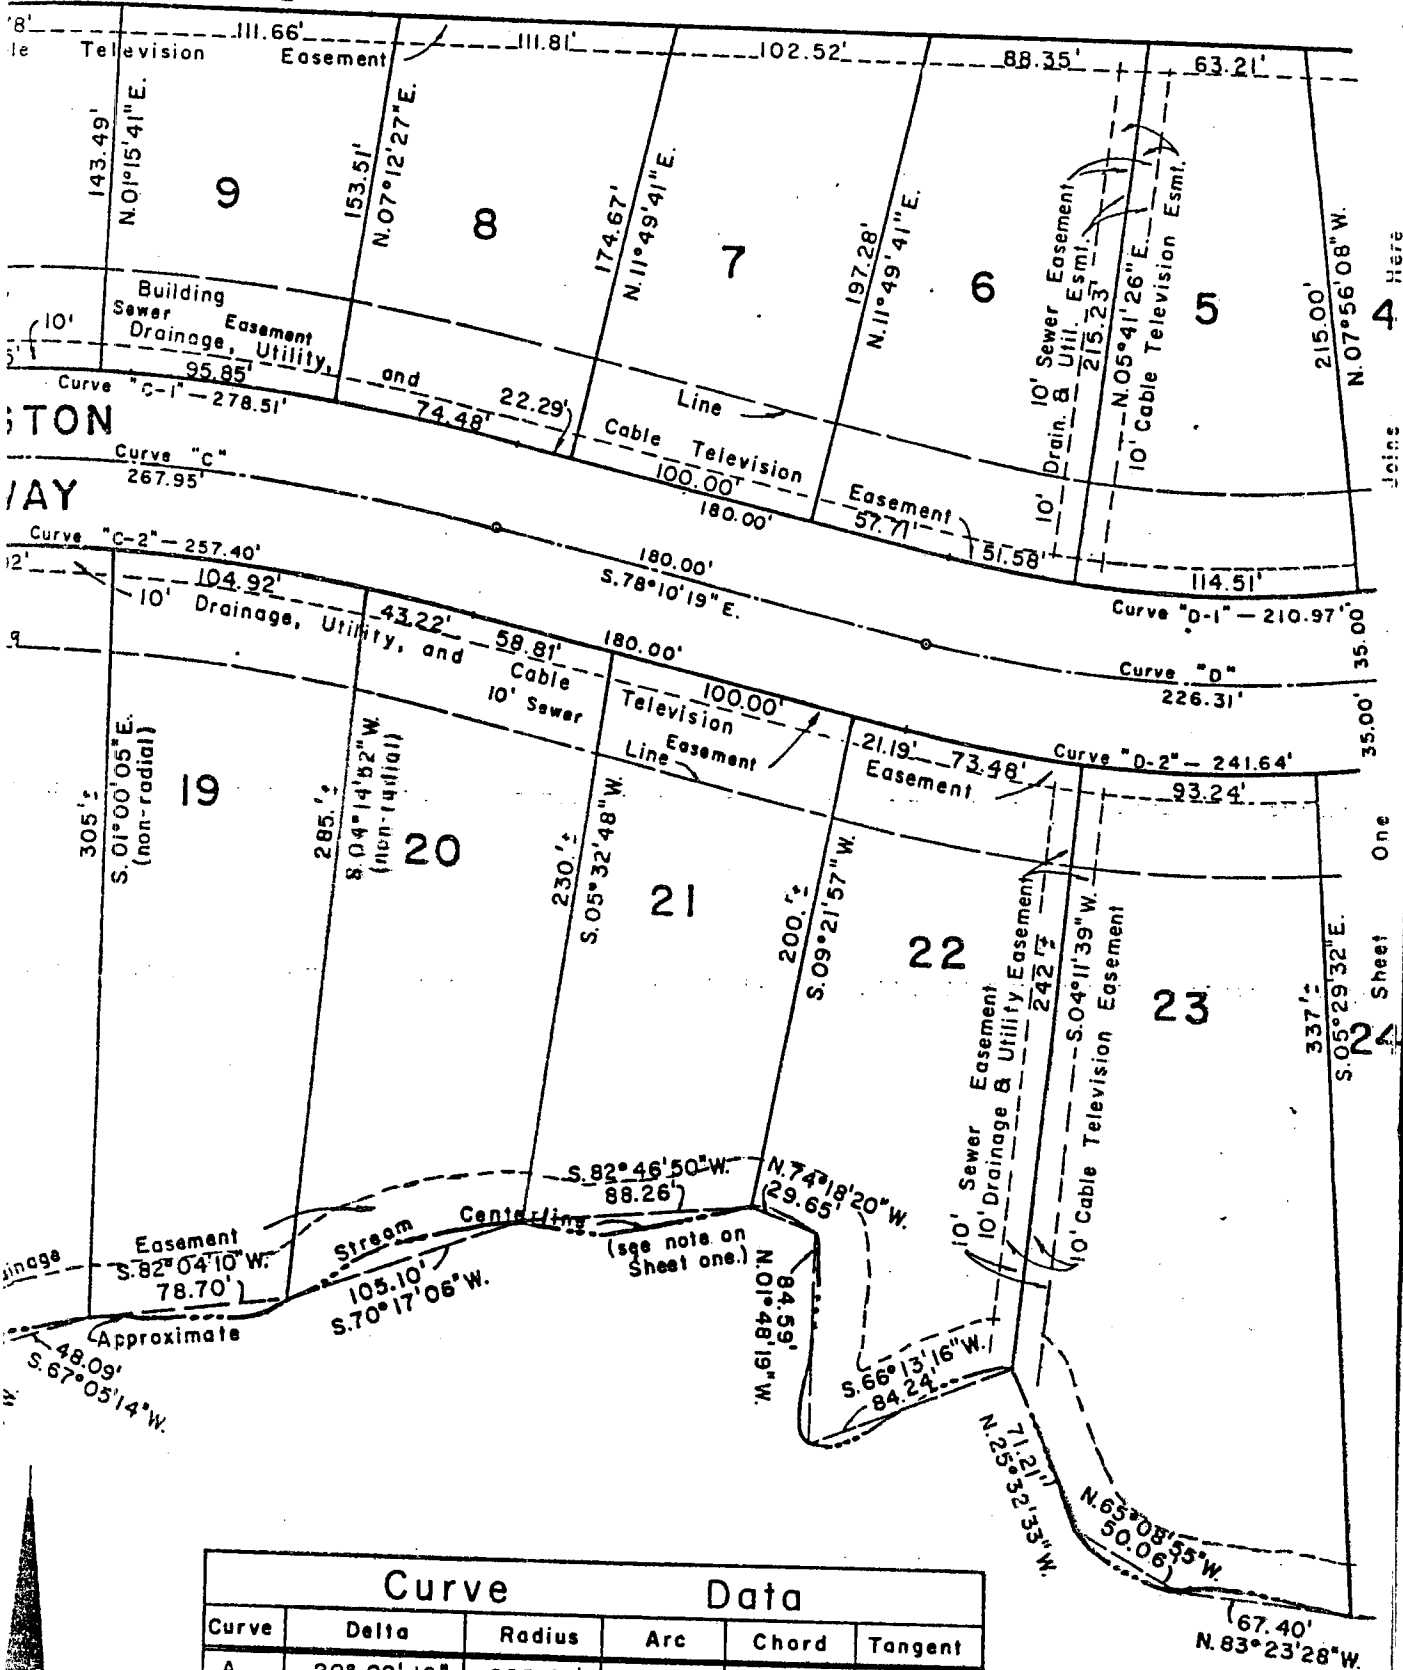 111.66'
111.81'
102.52'
88.35'
63.21'
Television Easement
143.49'
N.01°15'41"E.
9
153.51'
N.07°12'27"E.
8
174.67'
N.11°49'41"E.
7
197.28'
N.11°49'41"E.
6
10' Sewer Easement
10' Drain. & Util. Esmt.
215.23'
N.05°41'26"E.
10' Cable Television Esmt.
5
215.00'
N.07°56'08"W.
4
Joins Here
Building Line
Sewer Easement
10'
Drainage, Utility, and Cable Television Easement
95.85'
74.48'
22.29'
100.00'
180.00'
57.71'
51.58'
114.51'
Curve "C-1" — 278.51'
Curve "D-1" — 210.97'
STON
Curve "C"
267.95'
WAY
180.00'
S.78°10'19"E.
Curve "D"
226.31'
35.00
35.00'
Curve "C-2" — 257.40'
104.92'
43.22'
58.81'
180.00'
100.00'
21.19'
73.48'
Curve "D-2" — 241.64'
93.24'
10' Drainage, Utility, and Cable Television Easement
10' Sewer Easement
Line
305'±
S.01°00'05"E.
(non-radial)
19
285.'±
S.04°14'52"W.
(non-radial)
20
230.'±
S.05°32'48"W.
21
200.'±
S.09°21'57"W.
22
10' Sewer Easement
10' Drainage & Utility Easement
242'±
S.04°11'39"W.
10' Cable Television Easement
23
337'±
S.05°29'32"E.
24
Sheet One
S.82°46'50"W.
88.26'
N.74°18'20"W.
29.65'
Easement
S.82°04'10"W.
78.70'
Stream Centerline
(see note on
Sheet one.)
105.10'
S.70°17'06"W.
Approximate
48.09'
S.67°05'14"W.
84.59'
N.01°48'19"W.
S.66°13'16"W.
84.24'
71.21'
N.25°32'33"W.
N.65°08'55"W.
50.06'
67.40'
N.83°23'28"W.
Curve Data
Curve Delta Radius Arc Chord Tangent